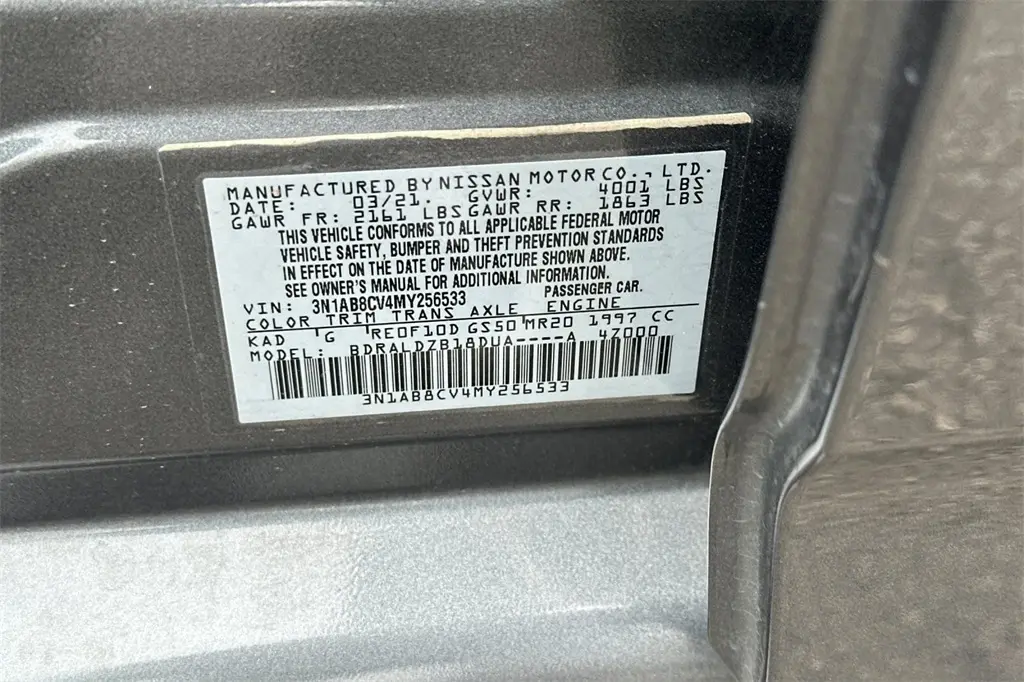 MANUFACTURED BY NISSAN MOTOR CO., LTD.
DATE: 03/21. GVWR: 4001 LBS
GAWR FR: 2161 LBS GAWR RR: 1863 LBS
THIS VEHICLE CONFORMS TO ALL APPLICABLE FEDERAL MOTOR
VEHICLE SAFETY, BUMPER AND THEFT PREVENTION STANDARDS
IN EFFECT ON THE DATE OF MANUFACTURE SHOWN ABOVE.
SEE OWNER'S MANUAL FOR ADDITIONAL INFORMATION.
PASSENGER CAR.
VIN: 3N1AB8CV4MY256533
COLOR TRIM TRANS AXLE ENGINE
KAD G RE0F10D GS50 MR20 1997 CC
MODEL: BDRALDZB18DUA----A 4Z000
3N1AB8CV4MY256533